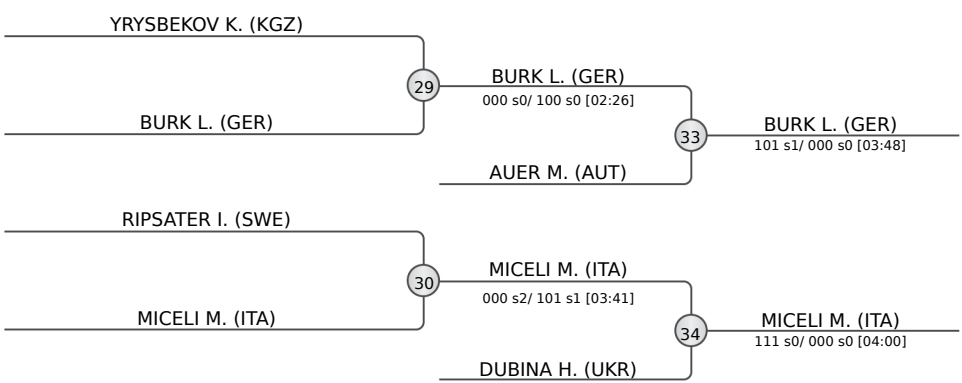 YRYSBEKOV K. (KGZ)
29
BURK L. (GER)
000 s0/ 100 s0 [02:26]
BURK L. (GER)
33
BURK L. (GER)
101 s1/ 000 s0 [03:48]
AUER M. (AUT)
RIPSATER I. (SWE)
30
MICELI M. (ITA)
000 s2/ 101 s1 [03:41]
MICELI M. (ITA)
34
MICELI M. (ITA)
111 s0/ 000 s0 [04:00]
DUBINA H. (UKR)